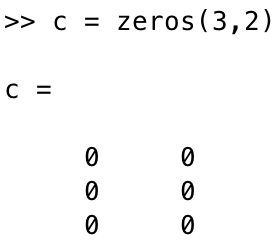 >> c = zeros(3,2)
c =
0 0
0 0
0 0